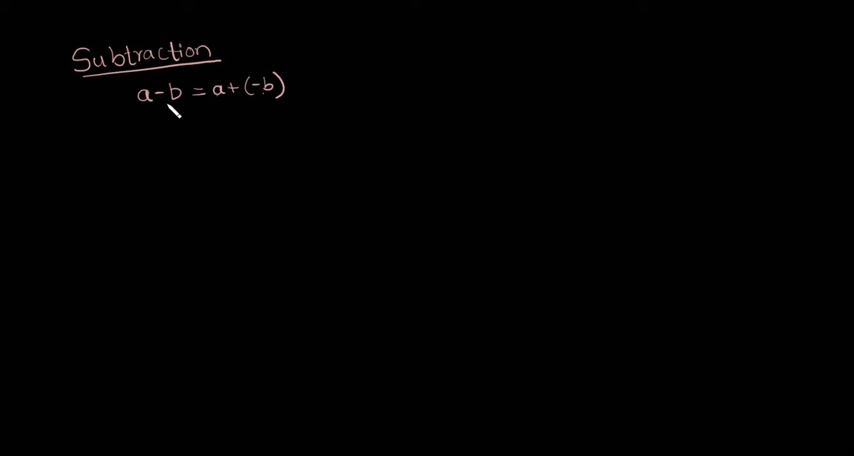 Subtraction
a - b = a + (-b)